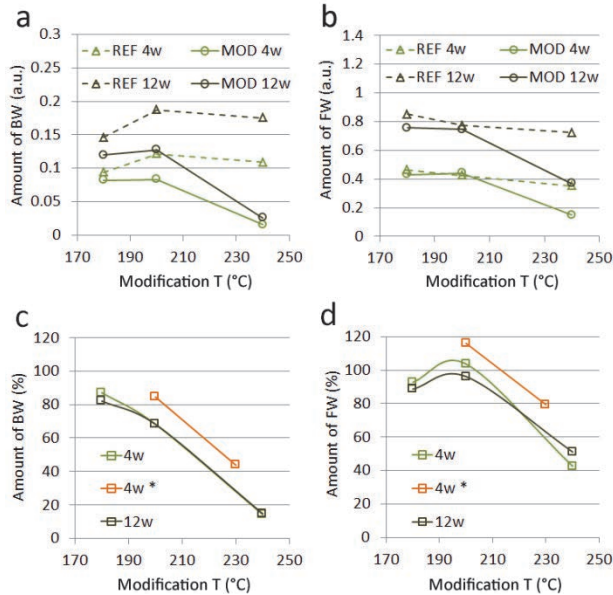 a
REF 4w MOD 4w
REF 12w MOD 12w
Amount of BW (a.u.)
0.3
0.25
0.2
0.15
0.1
0.05
0
170 190 210 230 250
Modification T (°C)
b
REF 4w MOD 4w
REF 12w MOD 12w
Amount of FW (a.u.)
1.4
1.2
1
0.8
0.6
0.4
0.2
0
170 190 210 230 250
Modification T (°C)
c
Amount of BW (%)
120
100
80
60
40
20
0
4w
4w *
12w
170 190 210 230 250
Modification T (°C)
d
Amount of FW (%)
120
100
80
60
40
20
0
4w
4w *
12w
170 190 210 230 250
Modification T (°C)